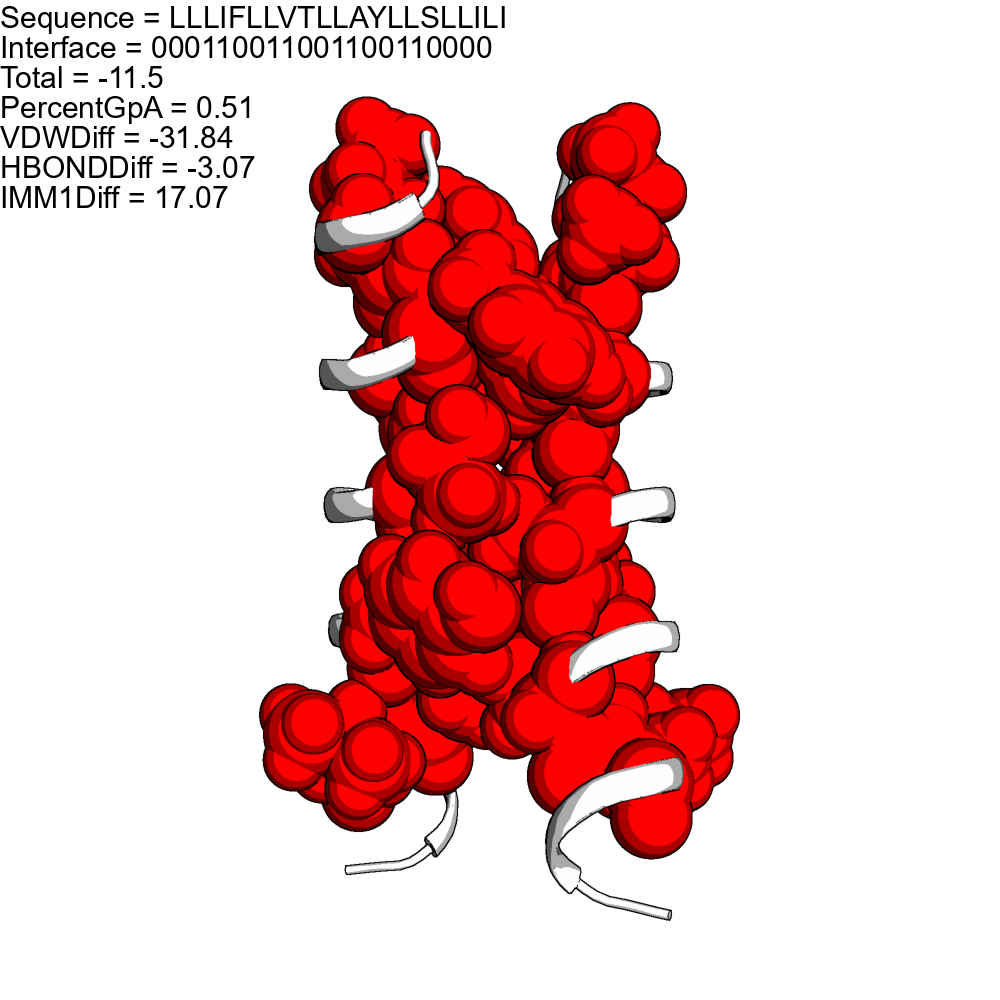 Sequence = LLLIFLLVTLLAYLLSLLILI
Interface = 000110011001100110000
Total = -11.5
PercentGpA = 0.51
VDWDiff = -31.84
HBONDDiff = -3.07
IMM1Diff = 17.07